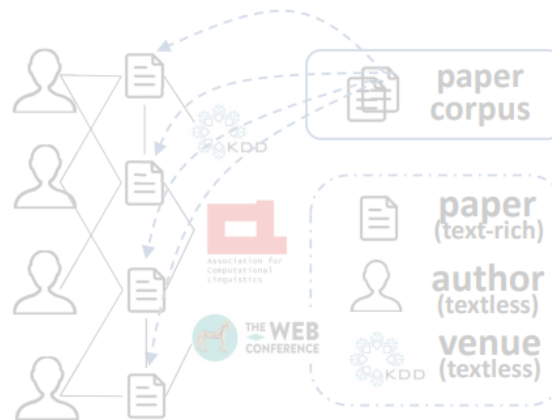 paper
corpus
KDD
paper
(text-rich)
Association for
Computational
Linguistics
author
(textless)
THE WEB
CONFERENCE
venue
(textless)
KDD